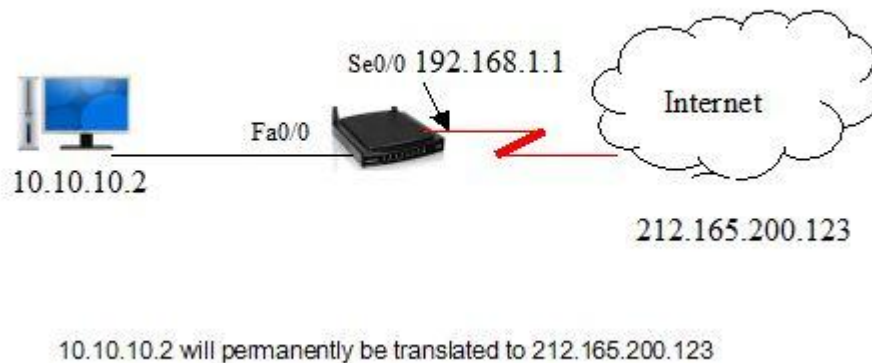 Se0/0 192.168.1.1
Internet
Fa0/0
10.10.10.2
212.165.200.123
10.10.10.2 will permanently be translated to 212.165.200.123